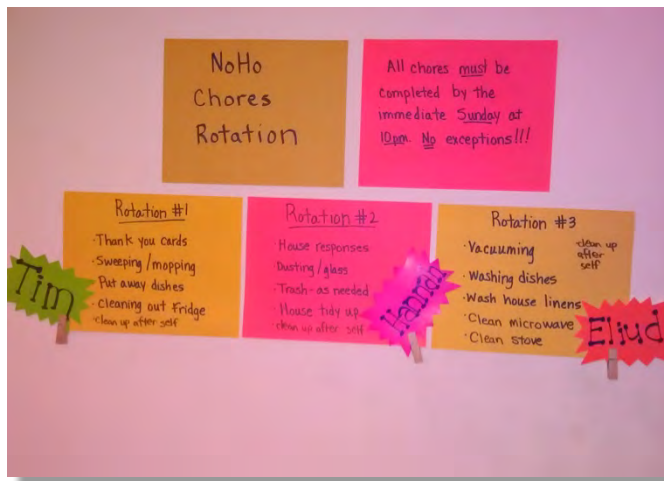 NoHo
Chores
Rotation
All chores must be
completed by the
immediate Sunday at
10pm. No exceptions!!!
Rotation #1
·Thank you cards
·Sweeping/mopping
·Put away dishes
·Cleaning out Fridge
·clean up after self
Tim
Rotation #2
·House responses
·Dusting/glass
·Trash-as needed
·House tidy up
·clean up after self
Hannah
Rotation #3
·Vacuuming
·clean up
after
self
·Washing dishes
·Wash house linens
·Clean microwave
·Clean stove
Eliud